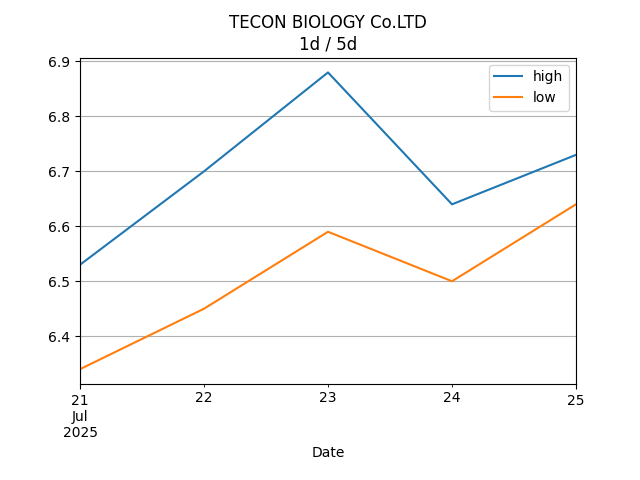 TECON BIOLOGY Co.LTD
1d / 5d
high
low
6.9
6.8
6.7
6.6
6.5
6.4
21 22 23 24 25
Jul
2025
Date